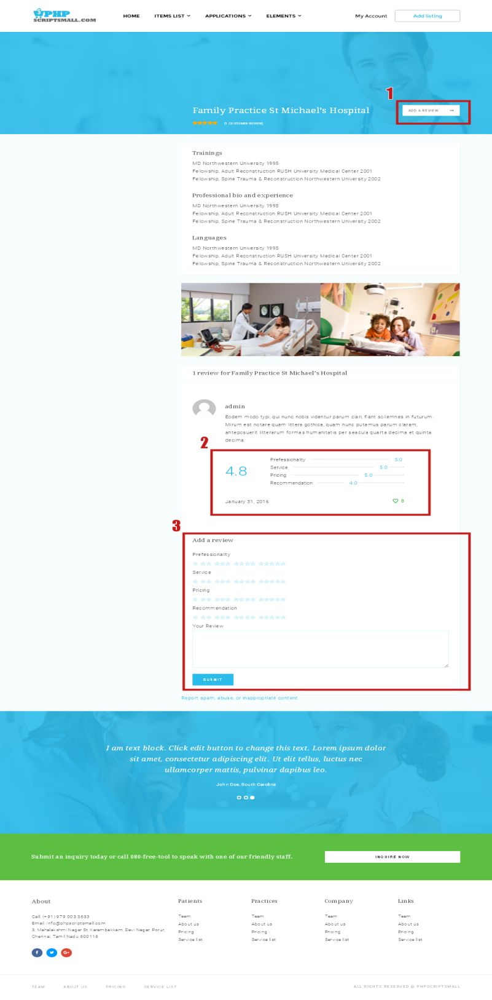 PHP
SCRIPTSMALL.COM
HOME
ITEMS LIST
APPLICATIONS
ELEMENTS
My Account
Add listing
1
Family Practice St Michael's Hospital
ADD A REVIEW →
(1 CUSTOMER REVIEW)
Trainings
MD Northwestern University 1995
Fellowship, Adult Reconstruction RUSH University Medical Center 2001
Fellowship, Spine Trauma & Reconstruction Northwestern University 2002
Professional bio and experience
MD Northwestern University 1995
Fellowship, Adult Reconstruction RUSH University Medical Center 2001
Fellowship, Spine Trauma & Reconstruction Northwestern University 2002
Languages
MD Northwestern University 1995
Fellowship, Adult Reconstruction RUSH University Medical Center 2001
Fellowship, Spine Trauma & Reconstruction Northwestern University 2002
1 review for Family Practice St Michael's Hospital
admin
Eodem modo typi, qui nunc nobis videntur parum clari, fiant sollemnes in futurum.
Mirum est notare quam littera gothica, quam nunc putamus parum claram,
anteposuerit litterarum formas humanitatis per seacula quarta decima et quinta
decima.
2
4.8
Prefessionality 5.0
Service 5.0
Pricing 5.0
Recommendation 4.0
January 31, 2016
8
3
Add a review
Prefessionality
Service
Pricing
Recommendation
Your Review
SUBMIT
Report spam, abuse, or inappropriate content
I am text block. Click edit button to change this text. Lorem ipsum dolor
sit amet, consectetur adipiscing elit. Ut elit tellus, luctus nec
ullamcorper mattis, pulvinar dapibus leo.
John Doe, South Carolina
Submit an inquiry today or call 080-free-tool to speak with one of our friendly staff.
INQUIRE NOW
About
Call. (+91) 979 003 3633
Email. info@phpscriptsmall.com
3, Mahalakshmi Nagar St, Karambakkam, Devi Nagar, Porur,
Chennai, Tamil Nadu 600116
f
G+
Patients
Team
About us
Pricing
Service list
Practices
Team
About us
Pricing
Service list
Company
Team
About us
Pricing
Service list
Links
Team
About us
Pricing
Service list
TEAM
ABOUT US
PRICING
SERVICE LIST
ALL RIGHTS RESERVED @ PHPSCRIPTSMALL